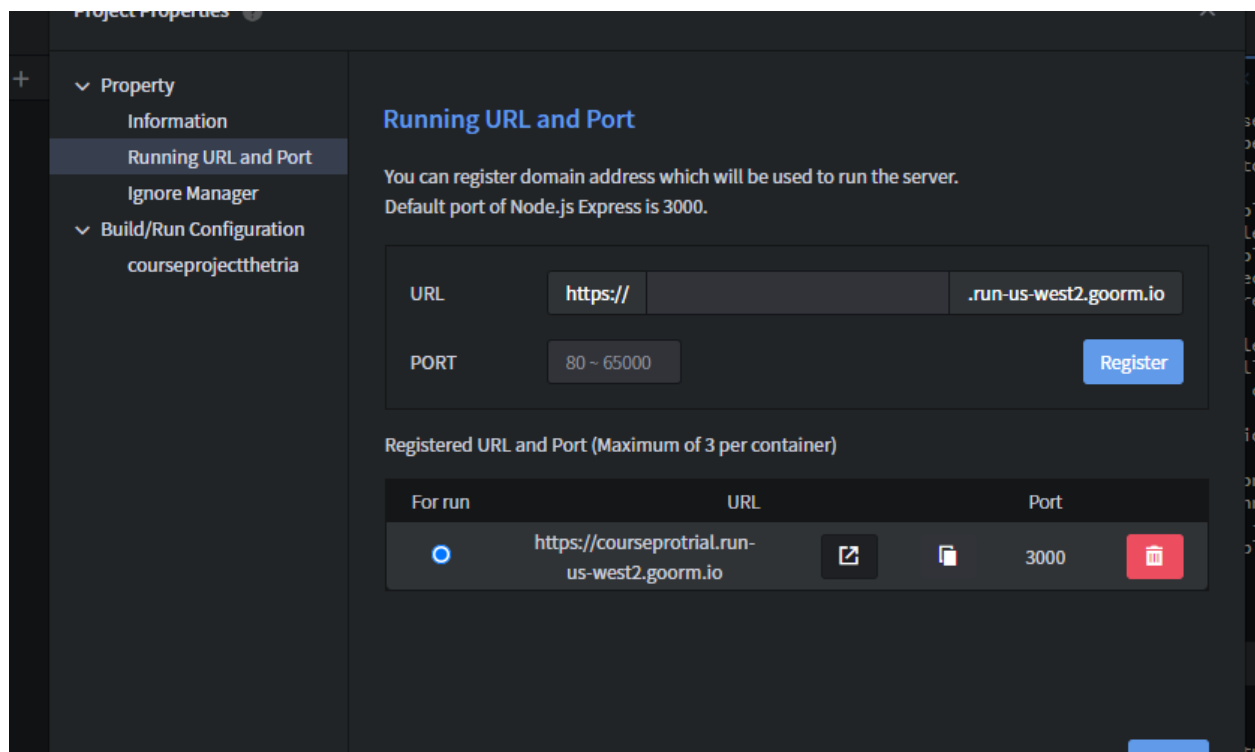 Project Properties
Property
Information
Running URL and Port
Ignore Manager
Build/Run Configuration
courseprojectthetria
Running URL and Port
You can register domain address which will be used to run the server.
Default port of Node.js Express is 3000.
URL
https://
.run-us-west2.goorm.io
PORT
80 ~ 65000
Register
Registered URL and Port (Maximum of 3 per container)
For run URL Port
https://courseprotrial.run-
us-west2.goorm.io
3000